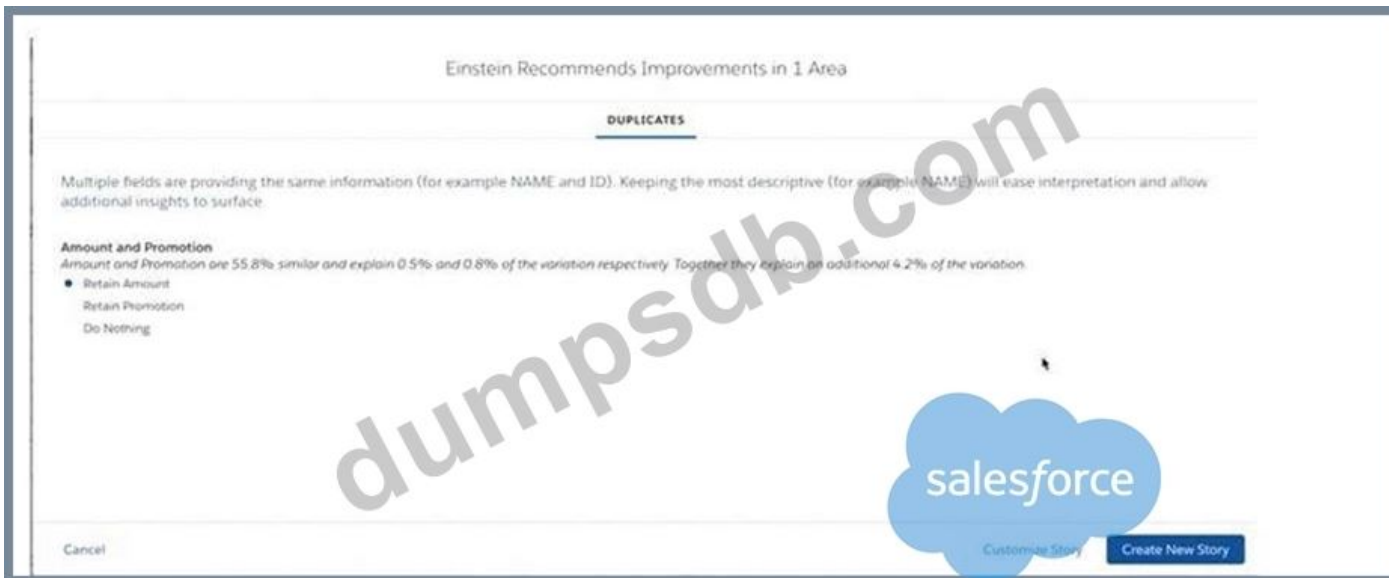 Einstein Recommends Improvements in 1 Area
DUPLICATES
Multiple fields are providing the same information (for example NAME and ID). Keeping the most descriptive (for example NAME) will ease interpretation and allow
additional insights to surface
Amount and Promotion
Amount and Promotion are 55.8% similar and explain 0.5% and 0.8% of the variation respectively. Together they explain an additional 4.2% of the variation.
Retain Amount
Retain Promotion
Do Nothing
dumpsdb.com
salesforce
Cancel
Customize Story
Create New Story